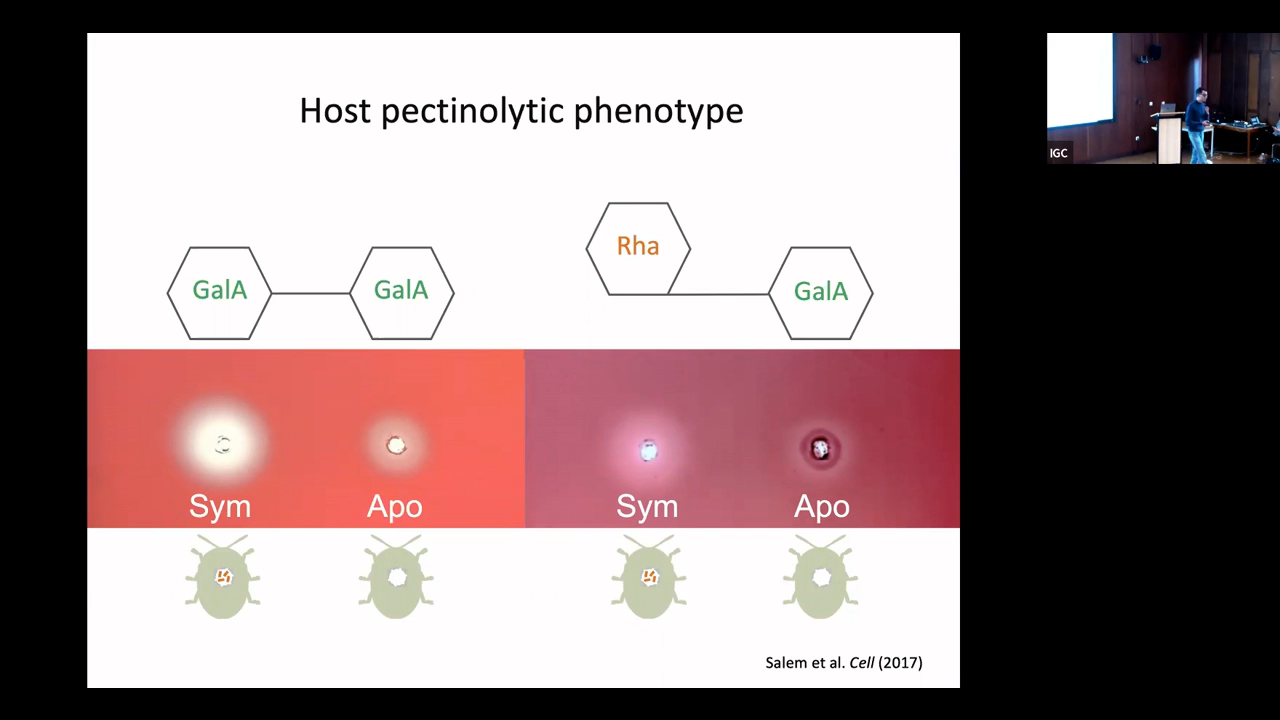 Host pectinolytic phenotype
GalA
GalA
Rha
GalA
Sym
Apo
Sym
Apo
Salem et al. Cell (2017)
IGC